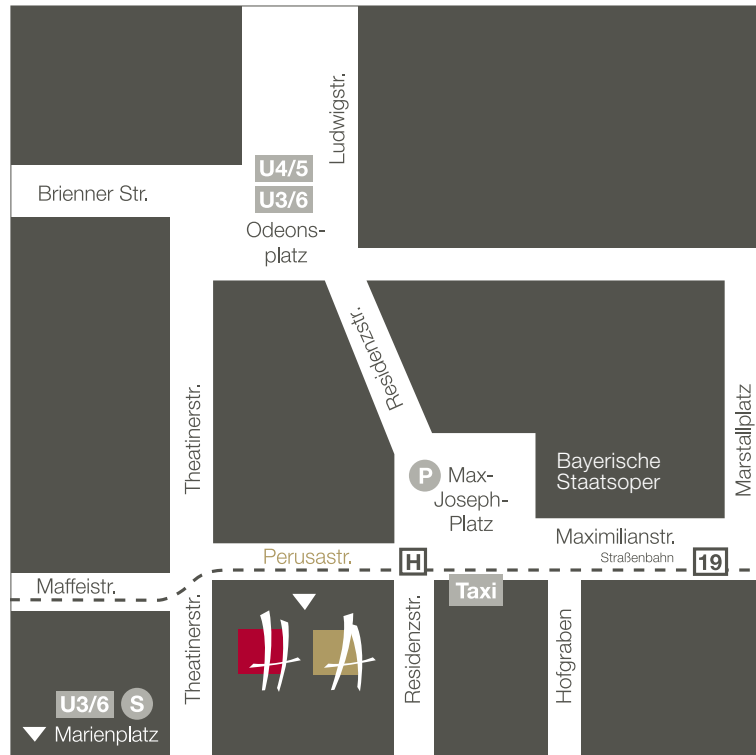 Ludwigstr.
U4/5
U3/6
Brienner Str.
Odeons-
platz
Residenzstr.
Theatinerstr.
Marstallplatz
Bayerische
Staatsoper
P
Max-
Joseph-
Platz
Maximilianstr.
Straßenbahn
19
Perusastr.
H
Maffeistr.
Taxi
Theatinerstr.
H A
Residenzstr.
Hofgraben
U3/6 S
Marienplatz